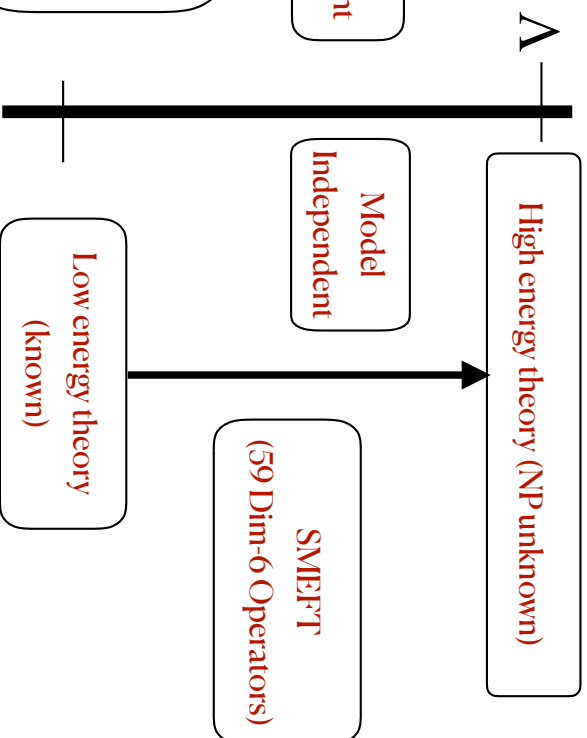 Λ
High energy theory (NP unknown)
nt
Model
Independent
SMEFT
(59 Dim-6 Operators)
Low energy theory
(known)